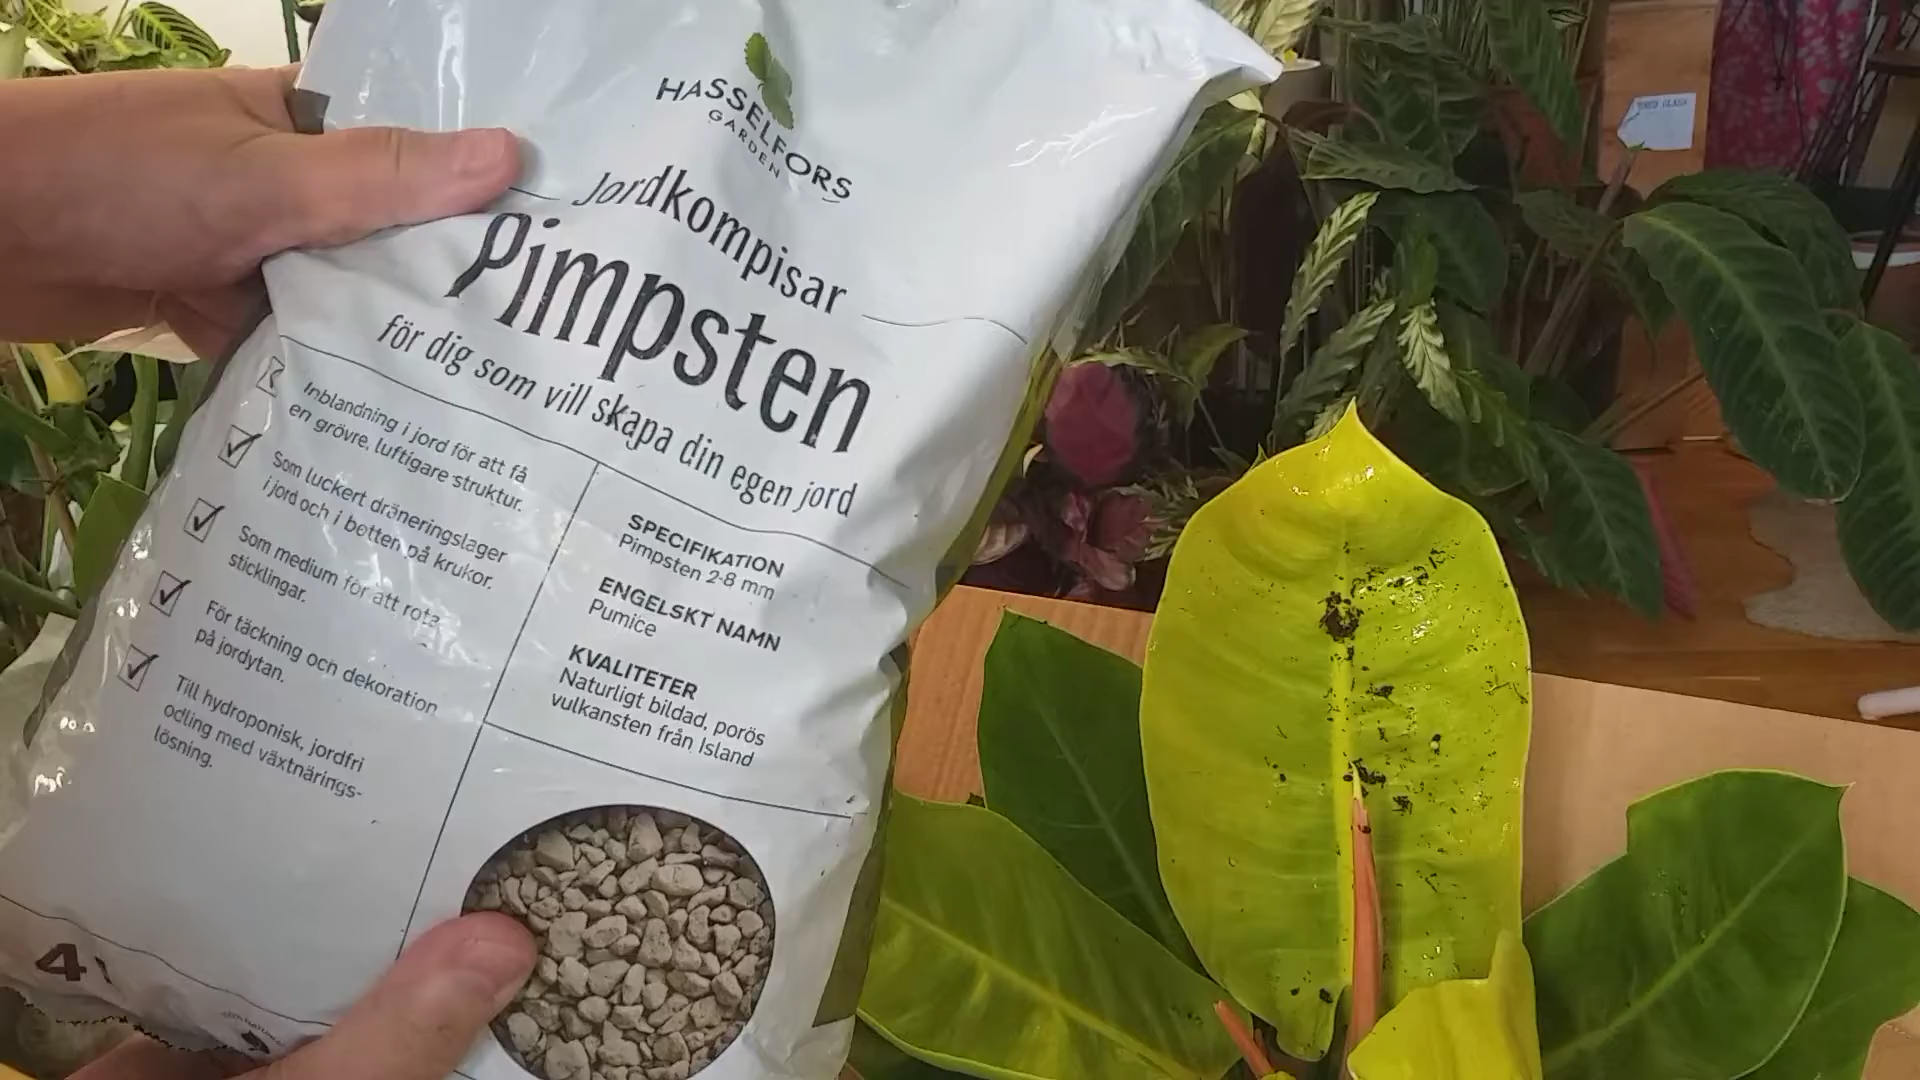 HASSELFORS
GARDEN
Jordkompisar
Pimpsten
för dig som vill skapa din egen jord
Inblandning i jord för att få
en grövre, luftigare struktur.
Som luckert dräneringslager
i jord och i botten på krukor.
Som medium för att rota
sticklingar.
För täckning och dekoration
på jordytan.
Till hydroponisk, jordfri
odling med växtnärings-
lösning.
SPECIFIKATION
Pimpsten 2-8 mm
ENGELSKT NAMN
Pumice
KVALITETER
Naturligt bildad, porös
vulkansten från Island
4 l